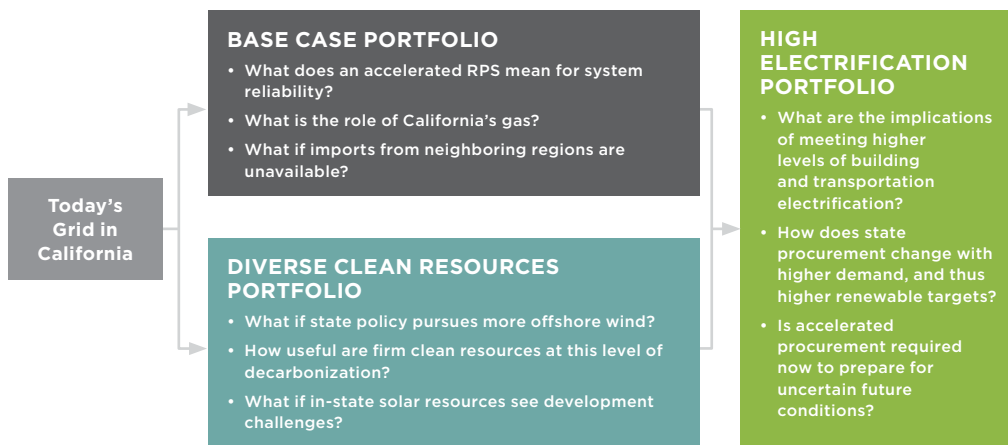 Today's
Grid in
California
BASE CASE PORTFOLIO
• What does an accelerated RPS mean for system
reliability?
• What is the role of California's gas?
• What if imports from neighboring regions are
unavailable?
DIVERSE CLEAN RESOURCES
PORTFOLIO
• What if state policy pursues more offshore wind?
• How useful are firm clean resources at this level of
decarbonization?
• What if in-state solar resources see development
challenges?
HIGH
ELECTRIFICATION
PORTFOLIO
• What are the implications
of meeting higher
levels of building
and transportation
electrification?
• How does state
procurement change with
higher demand, and thus
higher renewable targets?
• Is accelerated
procurement required
now to prepare for
uncertain future
conditions?